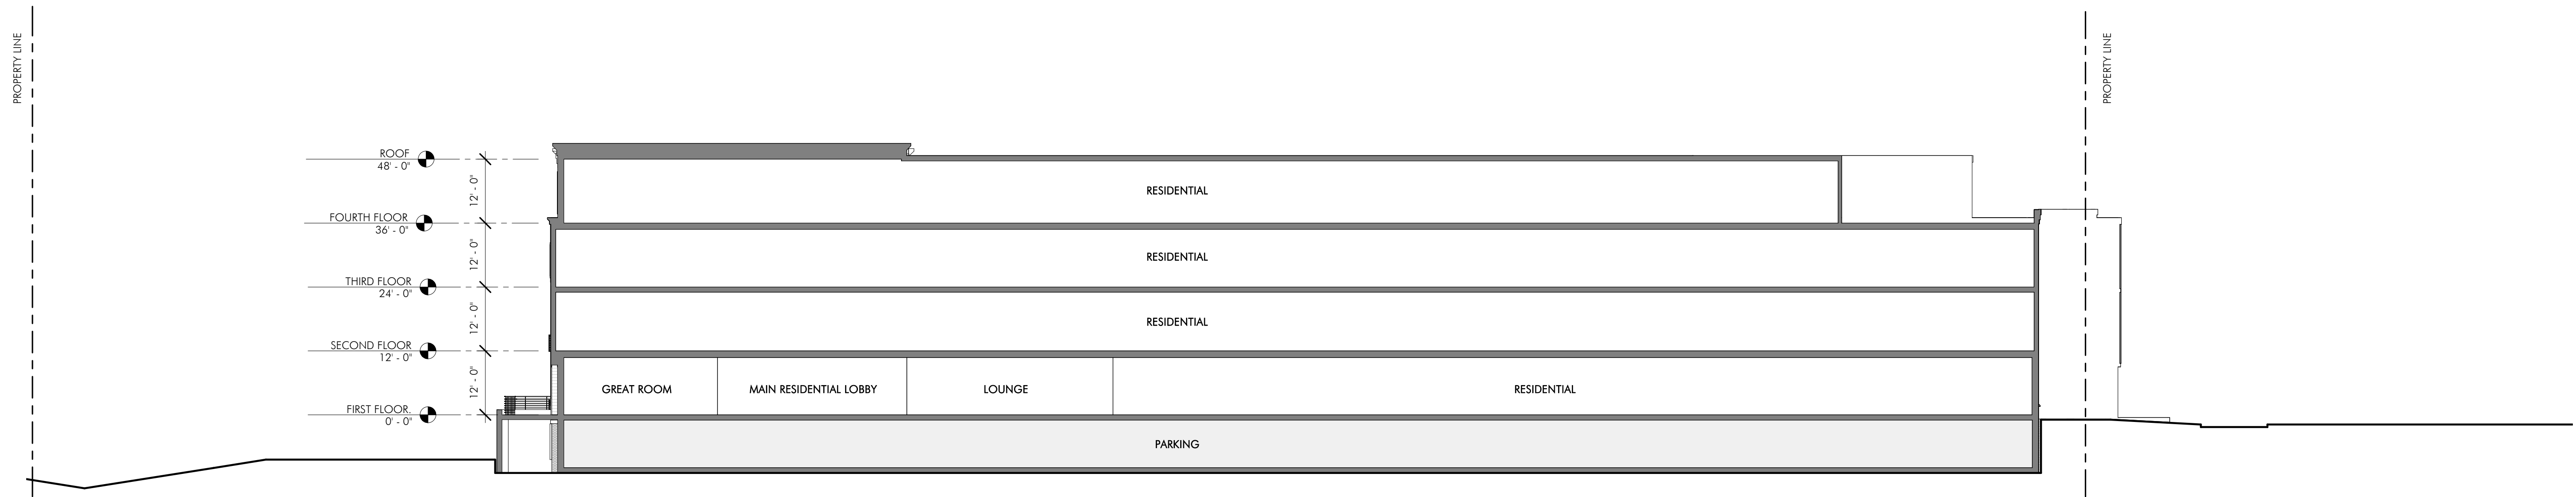 PROPERTY LINE
PROPERTY LINE
ROOF
48' - 0"
12' - 0"
RESIDENTIAL
FOURTH FLOOR
36' - 0"
12' - 0"
RESIDENTIAL
THIRD FLOOR
24' - 0"
12' - 0"
RESIDENTIAL
SECOND FLOOR
12' - 0"
12' - 0"
GREAT ROOM
MAIN RESIDENTIAL LOBBY
LOUNGE
RESIDENTIAL
FIRST FLOOR.
0' - 0"
PARKING